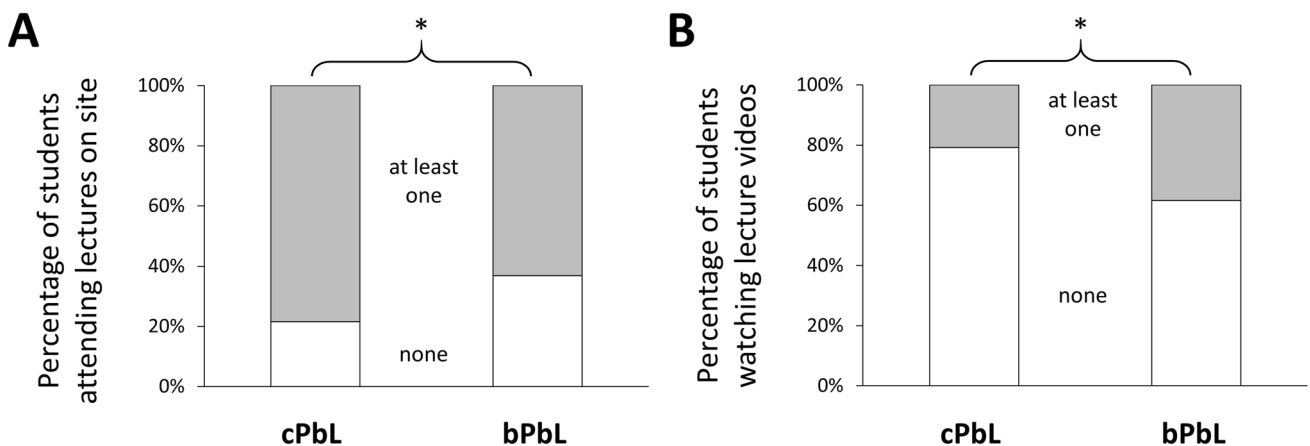 A
*
Percentage of students
attending lectures on site
100%
80%
60%
40%
20%
0%
at least
one
none
cPbL
bPbL
B
*
Percentage of students
watching lecture videos
100%
80%
60%
40%
20%
0%
at least
one
none
cPbL
bPbL